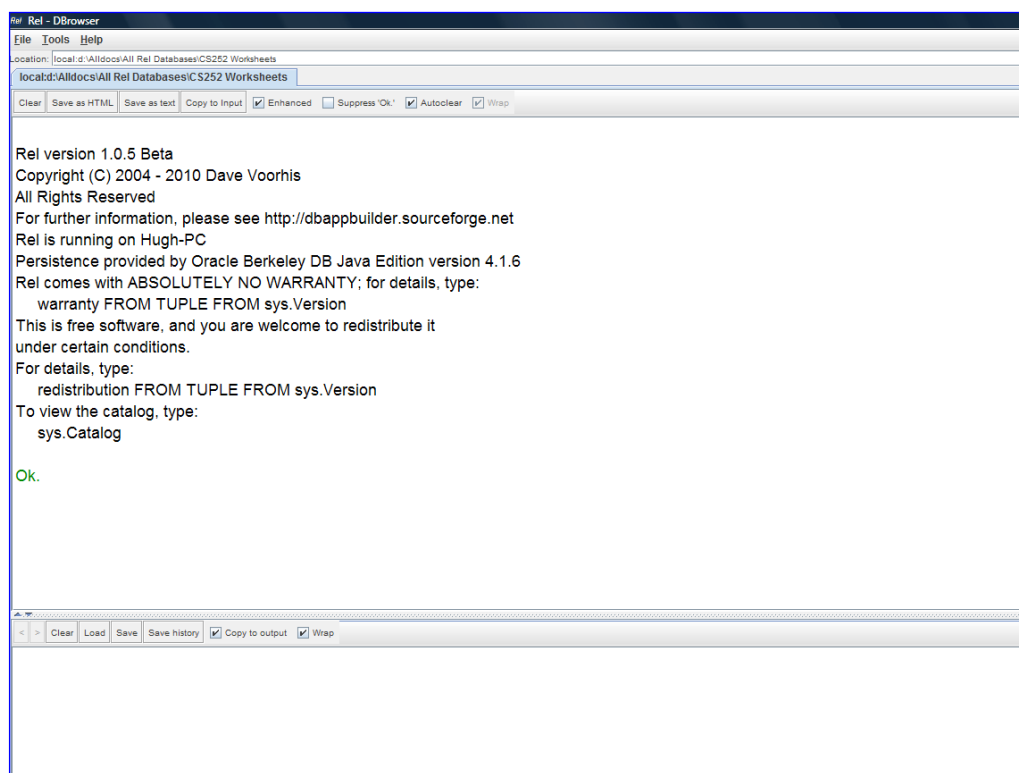 Rel Rel - DBrowser
File Tools Help
Location: local:d:\Alldocs\All Rel Databases\CS252 Worksheets
local:d:\Alldocs\All Rel Databases\CS252 Worksheets
Clear Save as HTML Save as text Copy to Input Enhanced Suppress 'Ok.' Autoclear Wrap
Rel version 1.0.5 Beta
Copyright (C) 2004 - 2010 Dave Voorhis
All Rights Reserved
For further information, please see http://dbappbuilder.sourceforge.net
Rel is running on Hugh-PC
Persistence provided by Oracle Berkeley DB Java Edition version 4.1.6
Rel comes with ABSOLUTELY NO WARRANTY; for details, type:
warranty FROM TUPLE FROM sys.Version
This is free software, and you are welcome to redistribute it
under certain conditions.
For details, type:
redistribution FROM TUPLE FROM sys.Version
To view the catalog, type:
sys.Catalog
Ok.
< > Clear Load Save Save history Copy to output Wrap